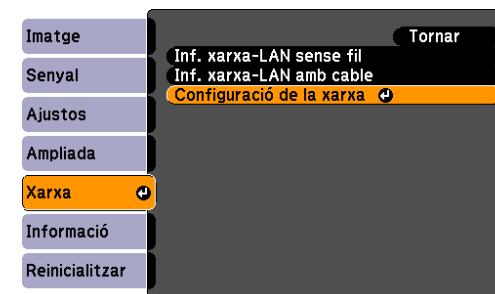 Imatge
Senyal
Ajustos
Ampliada
Xarxa
Informació
Reinicialitzar
Tornar
Inf. xarxa-LAN sense fil
Inf. xarxa-LAN amb cable
Configuració de la xarxa